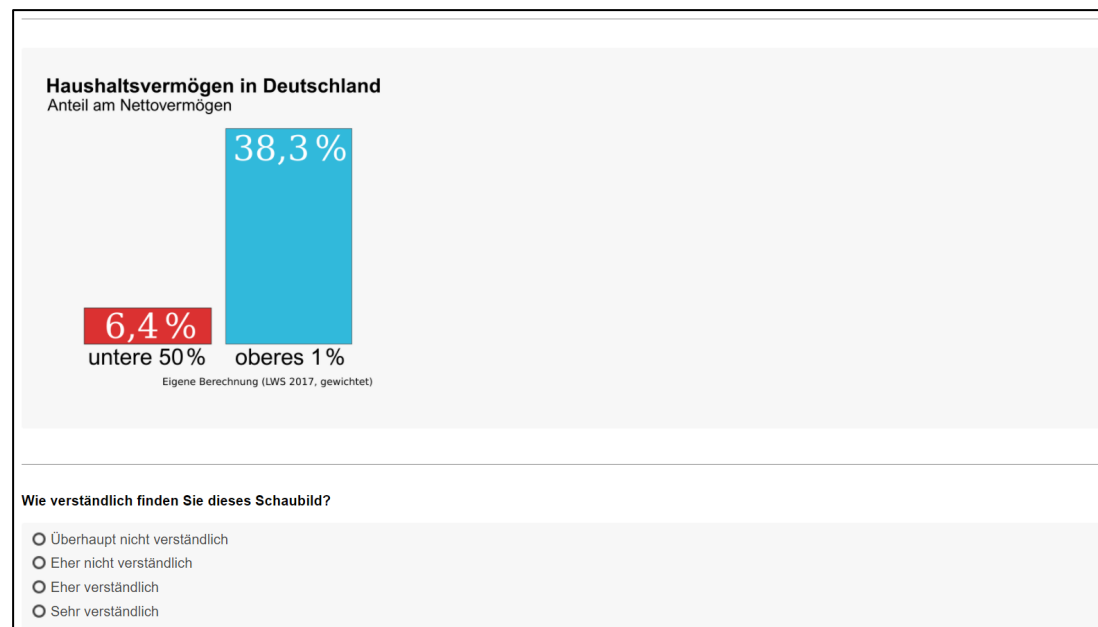 Haushaltsvermögen in Deutschland
Anteil am Nettovermögen
38,3 %
6,4 %
untere 50 % oberes 1 %
Eigene Berechnung (LWS 2017, gewichtet)
Wie verständlich finden Sie dieses Schaubild?
Überhaupt nicht verständlich
Eher nicht verständlich
Eher verständlich
Sehr verständlich